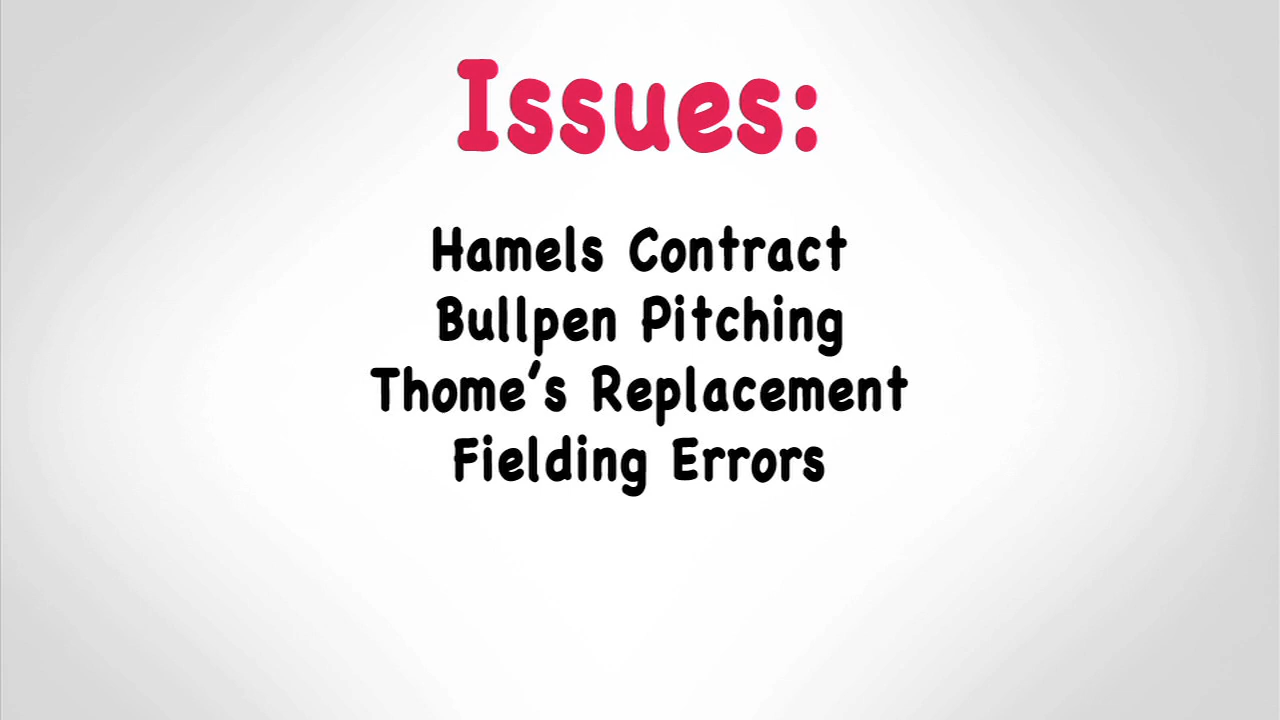 Issues:
Hamels Contract
Bullpen Pitching
Thome's Replacement
Fielding Errors